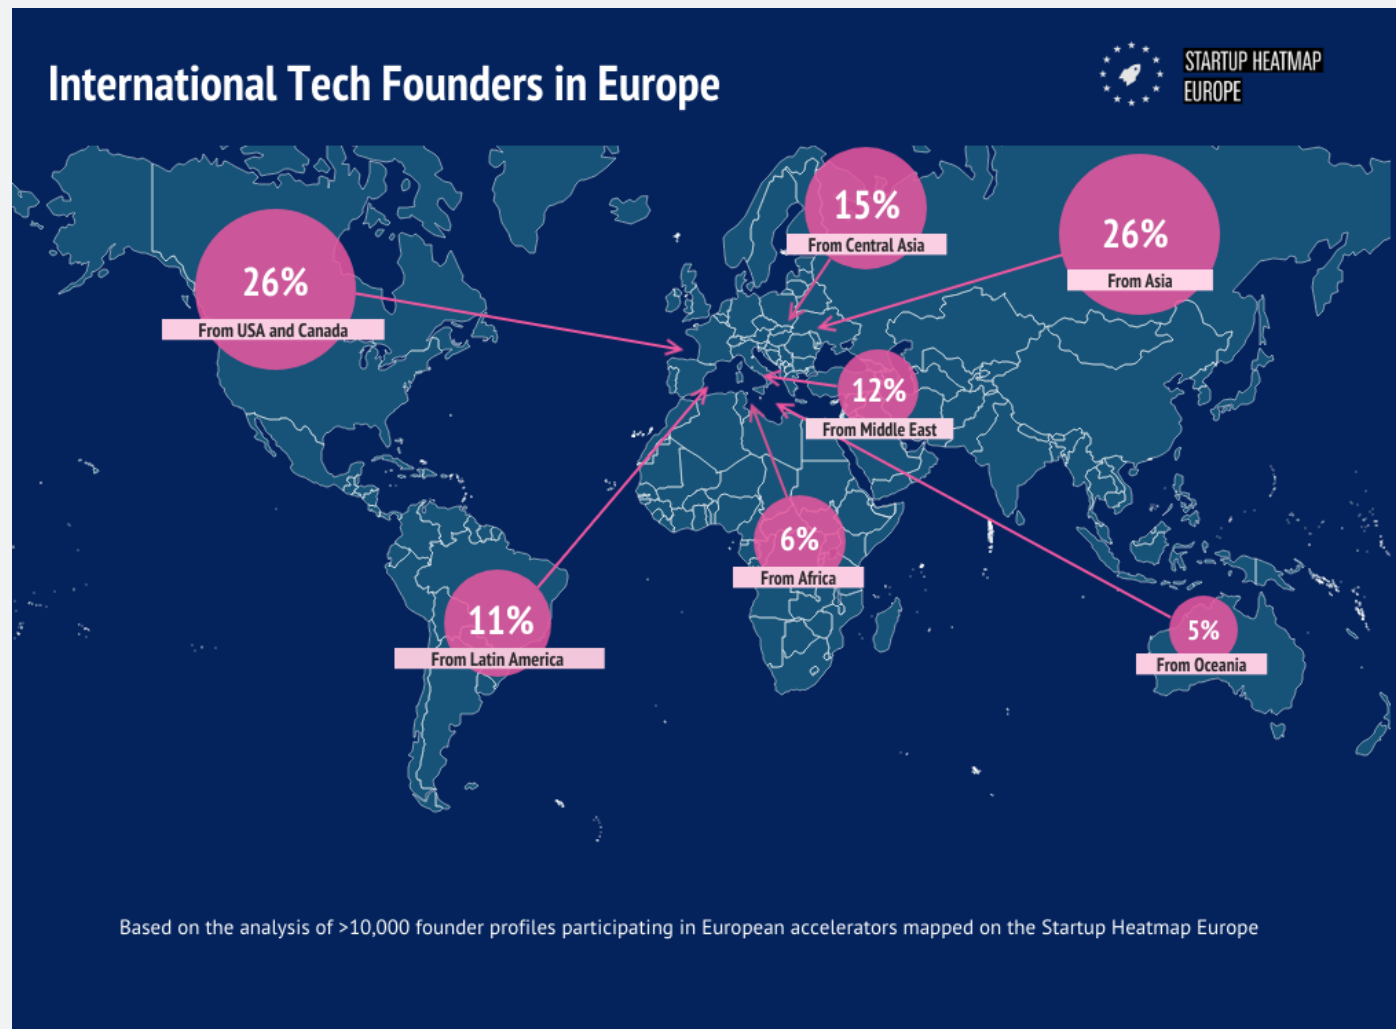 International Tech Founders in Europe
STARTUP HEATMAP
EUROPE
15%
From Central Asia
26%
From Asia
26%
From USA and Canada
12%
From Middle East
6%
From Africa
11%
From Latin America
5%
From Oceania
Based on the analysis of >10,000 founder profiles participating in European accelerators mapped on the Startup Heatmap Europe